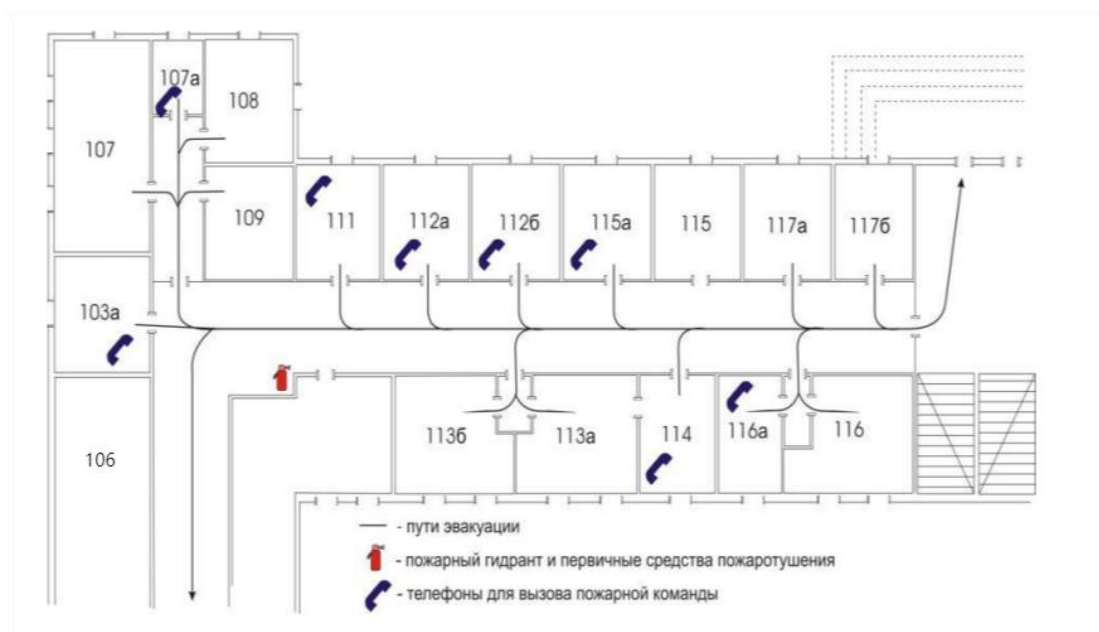 107а
108
107
109
111
112а
112б
115а
115
117а
117б
103а
106
113б
113а
114
116а
116
- пути эвакуации
- пожарный гидрант и первичные средства пожаротушения
- телефоны для вызова пожарной команды